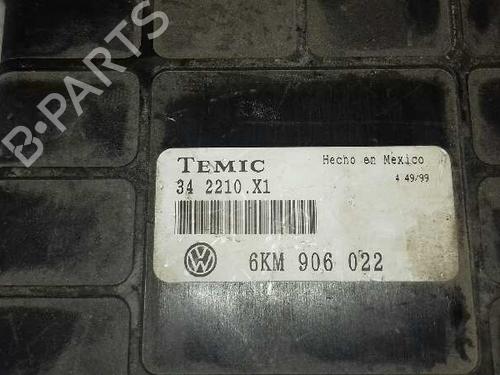 B-PARTS
TEMIC
Hecho en Mexico
34 2210.X1
4 49/99
6KM 906 022